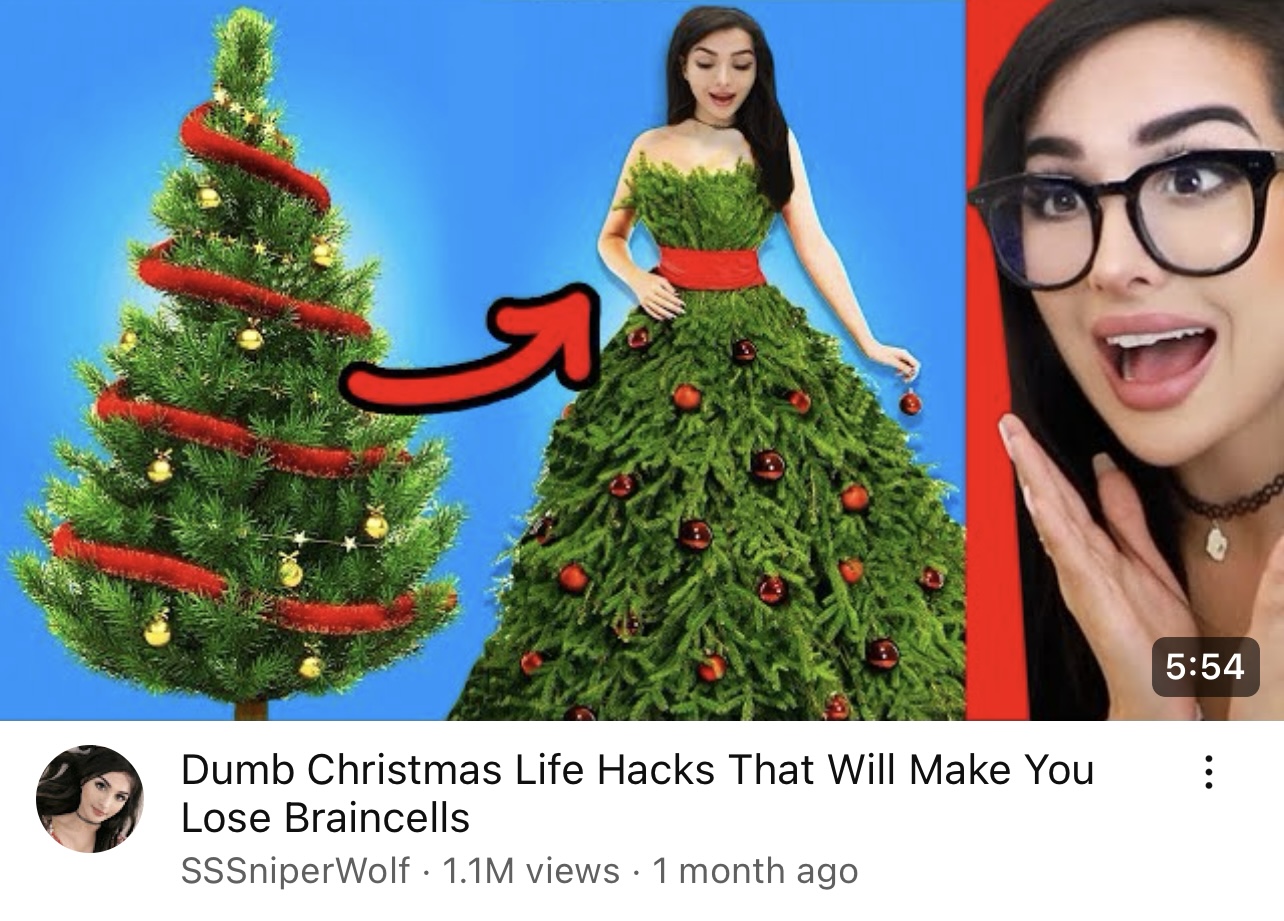 5:54
Dumb Christmas Life Hacks That Will Make You
Lose Braincells
SSSniperWolf · 1.1M views · 1 month ago